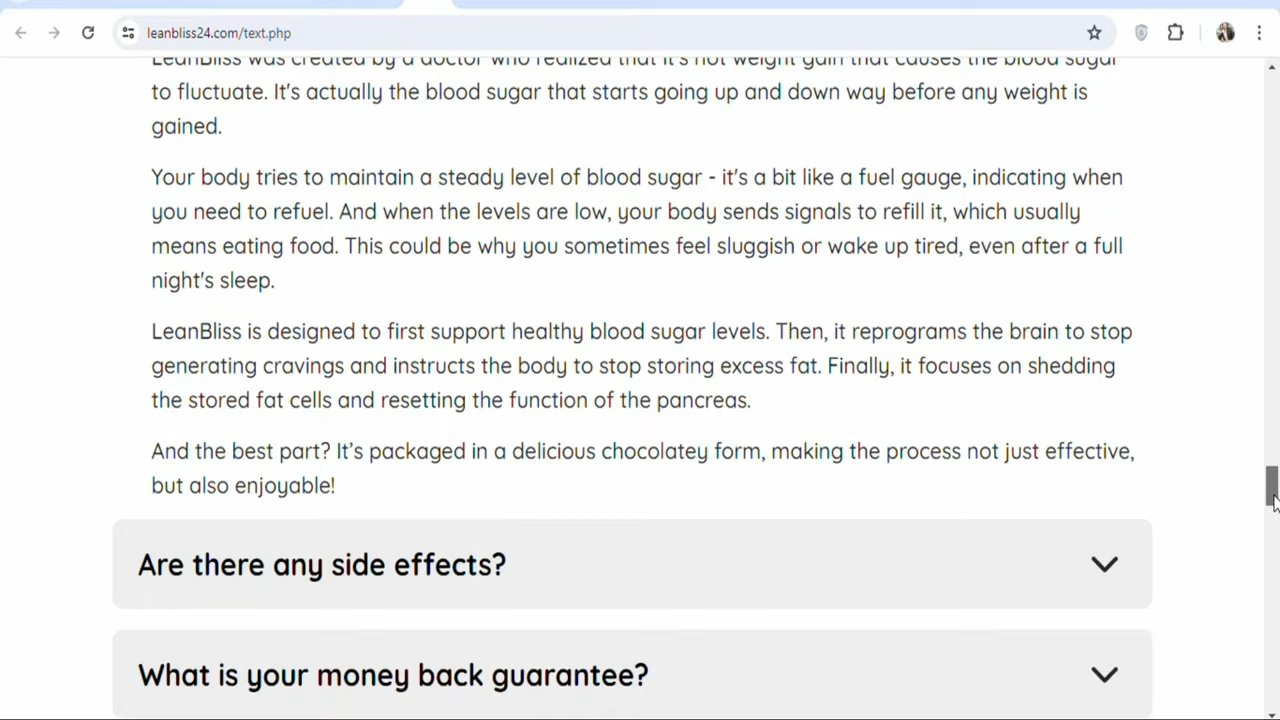 leanbliss24.com/text.php
LeanBliss was created by a doctor who realized that it's not weight gain that causes the blood sugar
to fluctuate. It's actually the blood sugar that starts going up and down way before any weight is
gained.
Your body tries to maintain a steady level of blood sugar - it's a bit like a fuel gauge, indicating when
you need to refuel. And when the levels are low, your body sends signals to refill it, which usually
means eating food. This could be why you sometimes feel sluggish or wake up tired, even after a full
night's sleep.
LeanBliss is designed to first support healthy blood sugar levels. Then, it reprograms the brain to stop
generating cravings and instructs the body to stop storing excess fat. Finally, it focuses on shedding
the stored fat cells and resetting the function of the pancreas.
And the best part? It’s packaged in a delicious chocolatey form, making the process not just effective,
but also enjoyable!
Are there any side effects?
What is your money back guarantee?